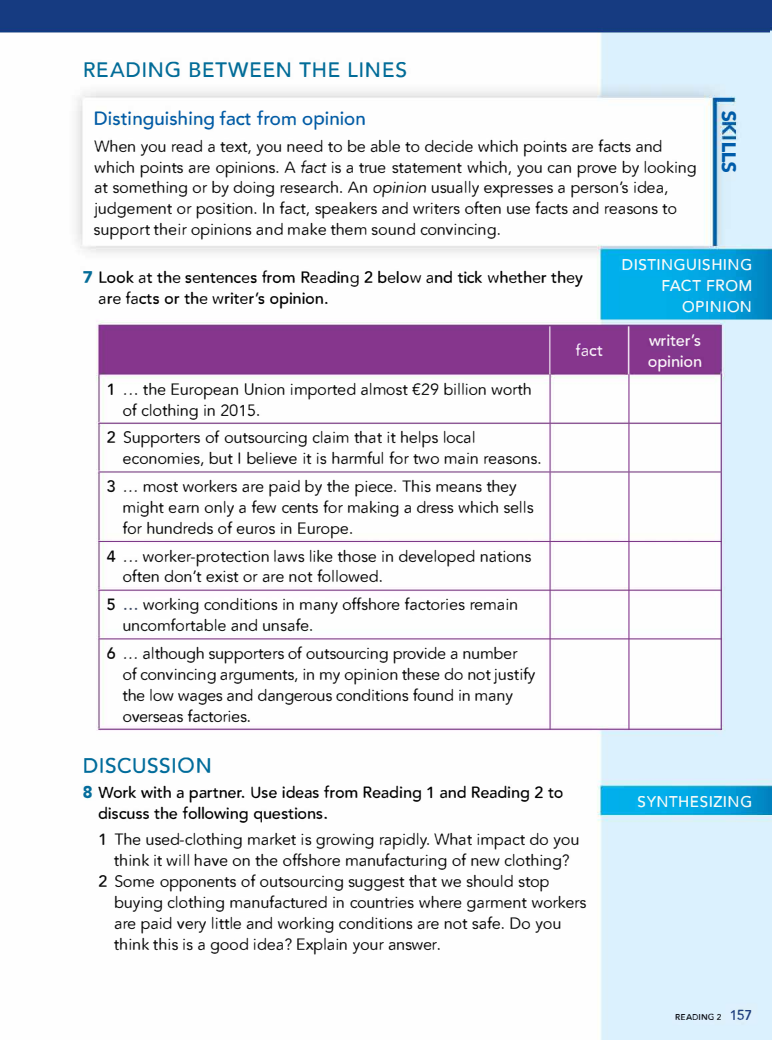 READING BETWEEN THE LINES
Distinguishing fact from opinion
When you read a text, you need to be able to decide which points are facts and
which points are opinions. A fact is a true statement which, you can prove by looking
at something or by doing research. An opinion usually expresses a person's idea,
judgement or position. In fact, speakers and writers often use facts and reasons to
support their opinions and make them sound convincing.
SKILLS
7 Look at the sentences from Reading 2 below and tick whether they
are facts or the writer's opinion.
DISTINGUISHING
FACT FROM
OPINION
fact
writer's
opinion
1 … the European Union imported almost €29 billion worth
of clothing in 2015.
2 Supporters of outsourcing claim that it helps local
economies, but I believe it is harmful for two main reasons.
3 … most workers are paid by the piece. This means they
might earn only a few cents for making a dress which sells
for hundreds of euros in Europe.
4 … worker-protection laws like those in developed nations
often don't exist or are not followed.
5 … working conditions in many offshore factories remain
uncomfortable and unsafe.
6 … although supporters of outsourcing provide a number
of convincing arguments, in my opinion these do not justify
the low wages and dangerous conditions found in many
overseas factories.
DISCUSSION
8 Work with a partner. Use ideas from Reading 1 and Reading 2 to
discuss the following questions.
SYNTHESIZING
1 The used-clothing market is growing rapidly. What impact do you
think it will have on the offshore manufacturing of new clothing?
2 Some opponents of outsourcing suggest that we should stop
buying clothing manufactured in countries where garment workers
are paid very little and working conditions are not safe. Do you
think this is a good idea? Explain your answer.
READING 2 157